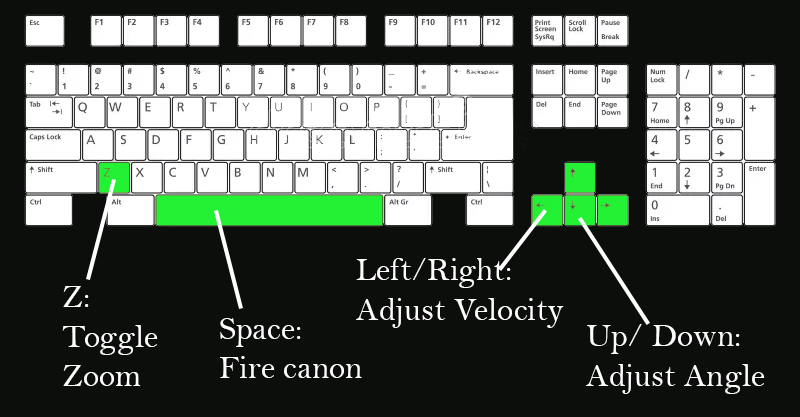 Esc F1 F2 F3 F4 F5 F6 F7 F8 F9 F10 F11 F12 Print Screen SysRq Scroll Lock Pause Break
~ ` ! 1 @ 2 # 3 $ 4 % 5 ^ 6 & 7 * 8 ( 9 ) 0 _ - + = ← Backspace Insert Home Page Up Num Lock / * -
Tab Q W E R T Y U I O P { [ } ] Del End Page Down 7 Home 8 ↑ 9 Pg Up +
Caps Lock A S D F G H J K L Enter 4 ← 5 6 →
↑ Shift Z X C V B N M < , > . ? / ↑ Shift ¦ \ ↑ 1 End 2 ↓ 3 Pg Dn Enter
Ctrl Alt Alt Gr Ctrl ← ↓ → 0 Ins . Del
Z:
Toggle
Zoom
Space:
Fire canon
Left/Right:
Adjust Velocity
Up/ Down:
Adjust Angle